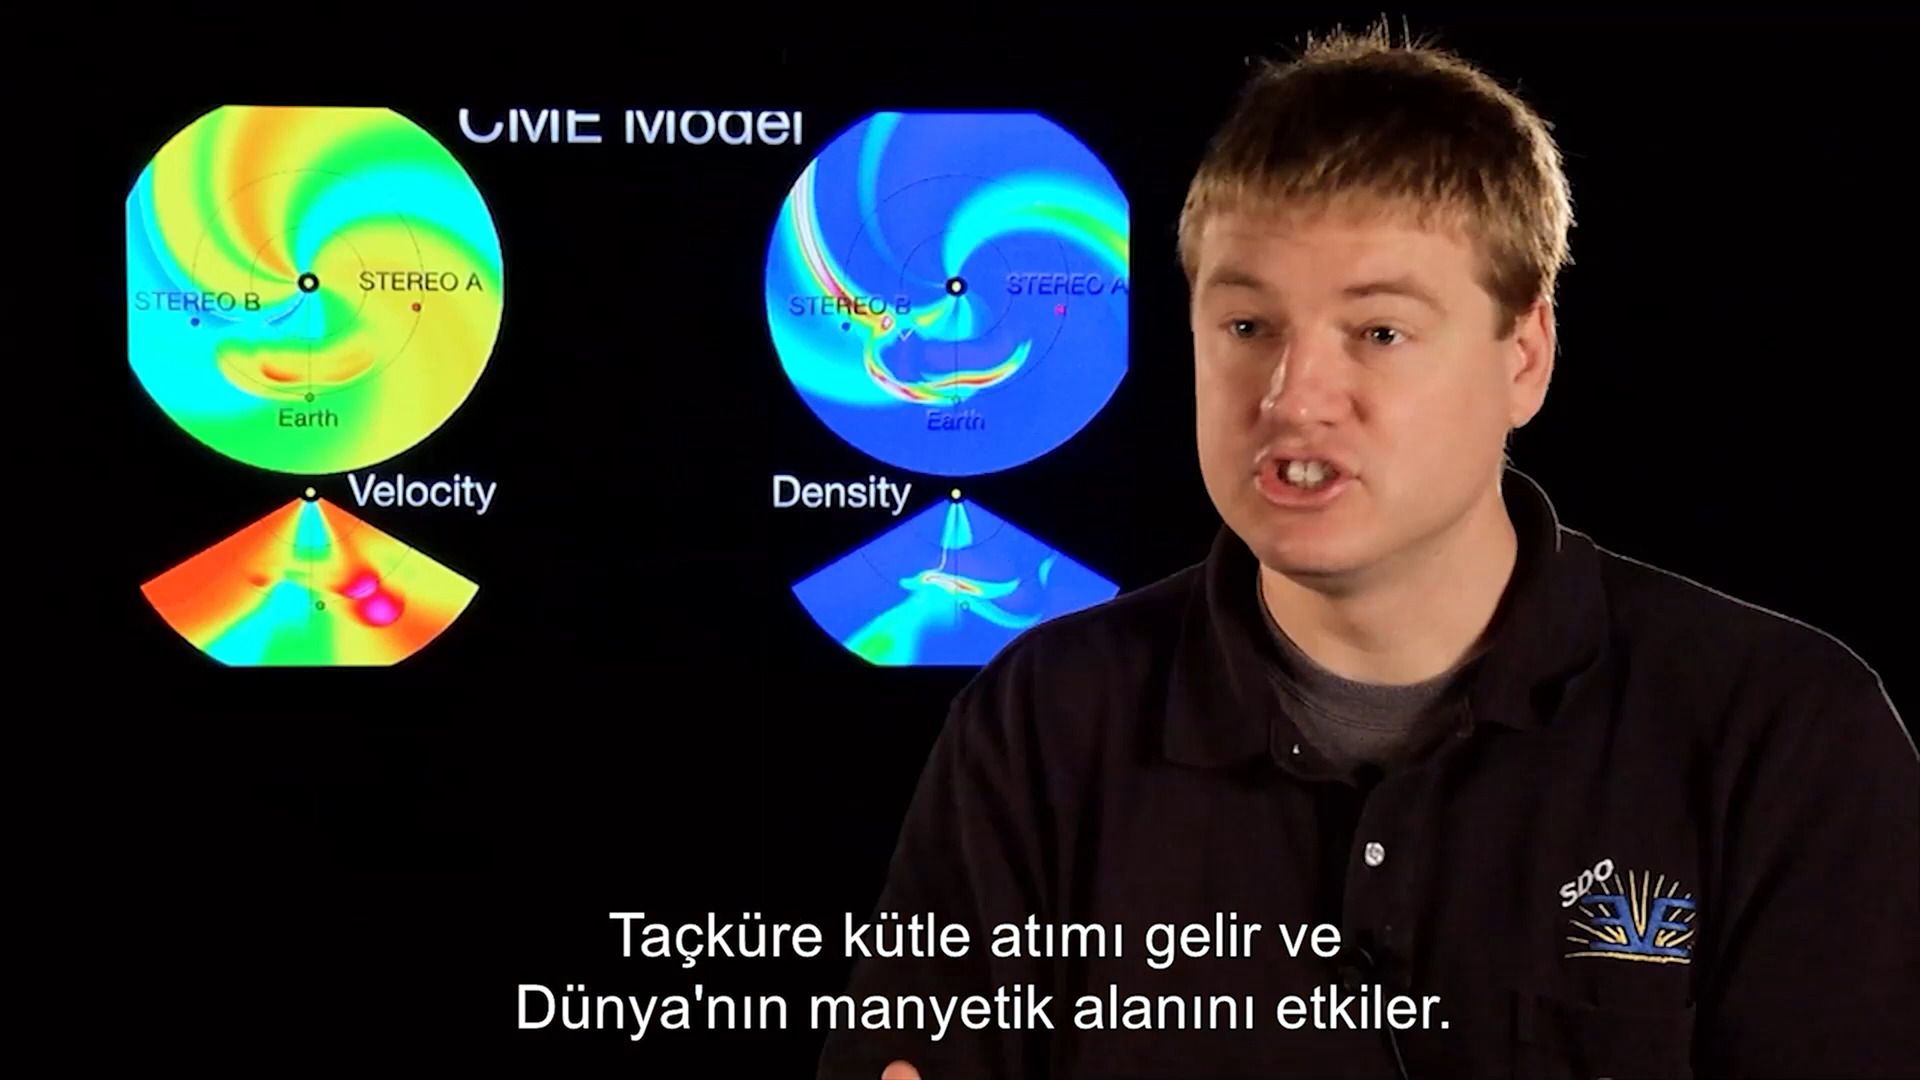 CME Model
STEREO A
STEREO B
Earth
STEREO A
STEREO B
Earth
Velocity
Density
SDO
EVE
Taçküre kütle atımı gelir ve
Dünya'nın manyetik alanını etkiler.